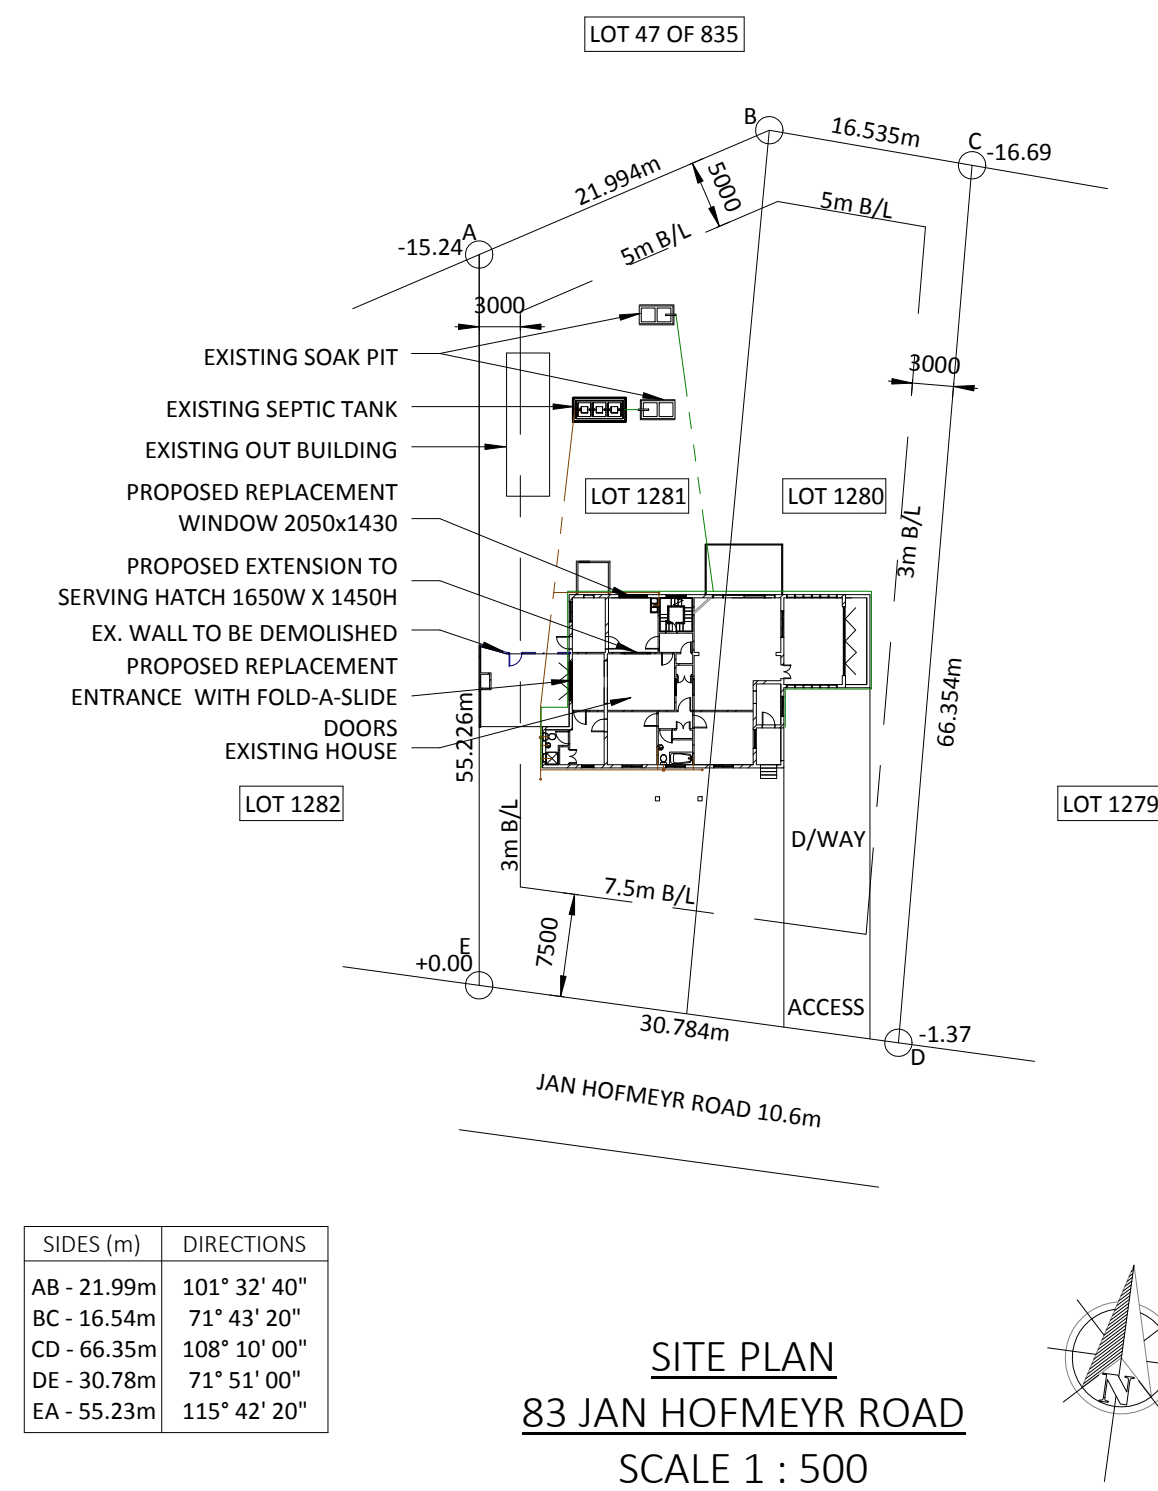 LOT 47 OF 835
B
16.535m
C
-16.69
21.994m
5000
5m B/L
A
-15.24
5m B/L
3000
EXISTING SOAK PIT
3000
EXISTING SEPTIC TANK
EXISTING OUT BUILDING
PROPOSED REPLACEMENT
WINDOW 2050x1430
LOT 1281
LOT 1280
3m B/L
PROPOSED EXTENSION TO
SERVING HATCH 1650W X 1450H
EX. WALL TO BE DEMOLISHED
PROPOSED REPLACEMENT
ENTRANCE WITH FOLD-A-SLIDE
DOORS
EXISTING HOUSE
55.226m
66.354m
LOT 1282
LOT 1279
3m B/L
D/WAY
7.5m B/L
7500
E
+0.00
ACCESS
30.784m
-1.37
D
JAN HOFMEYR ROAD 10.6m
SIDES (m) DIRECTIONS
AB - 21.99m 101° 32' 40"
BC - 16.54m 71° 43' 20"
CD - 66.35m 108° 10' 00"
DE - 30.78m 71° 51' 00"
EA - 55.23m 115° 42' 20"
N
SITE PLAN
83 JAN HOFMEYR ROAD
SCALE 1 : 500